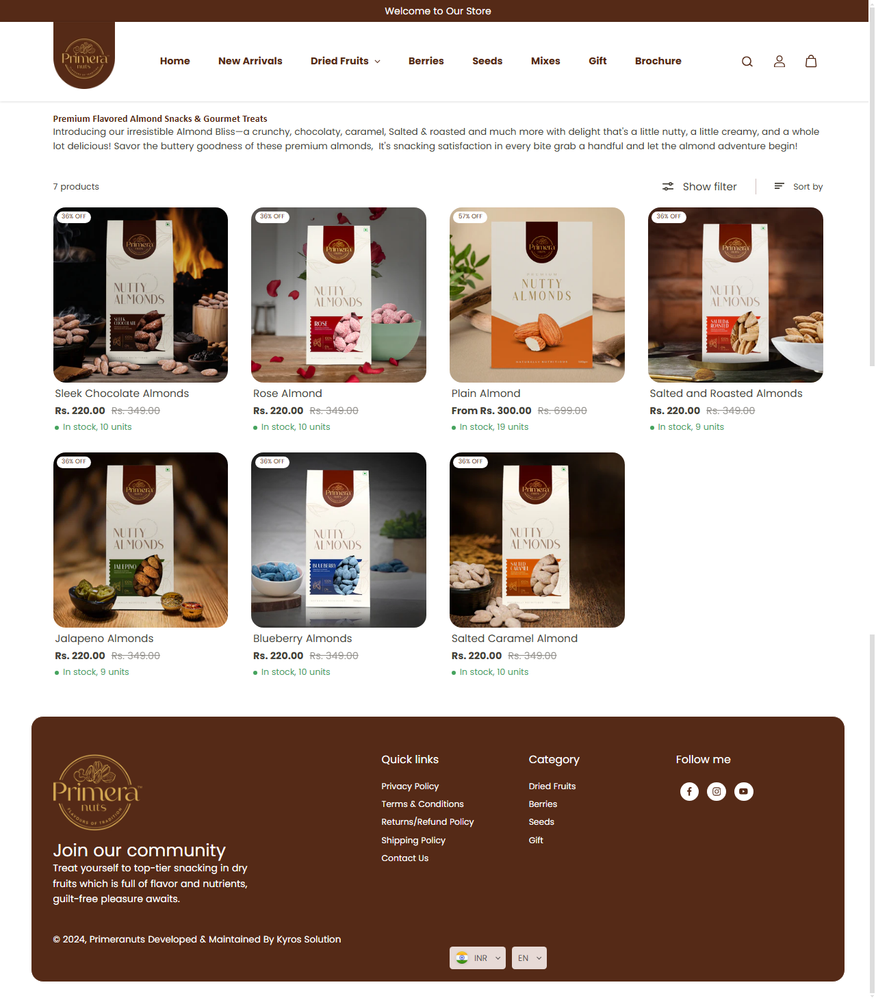 Welcome to Our Store
Primera
nuts
Home
New Arrivals
Dried Fruits
Berries
Seeds
Mixes
Gift
Brochure
Premium Flavored Almond Snacks & Gourmet Treats
Introducing our irresistible Almond Bliss—a crunchy, chocolaty, caramel, Salted & roasted and much more with delight that's a little nutty, a little creamy, and a whole
lot delicious! Savor the buttery goodness of these premium almonds,  It's snacking satisfaction in every bite grab a handful and let the almond adventure begin!
7 products
Show filter
Sort by
36% OFF
Primera
NUTTY
ALMONDS
SLEEK
CHOCOLATE
Sleek Chocolate Almonds
Rs. 220.00 Rs. 349.00
In stock, 10 units
36% OFF
Primera
NUTTY
ALMONDS
ROSE
Rose Almond
Rs. 220.00 Rs. 349.00
In stock, 10 units
57% OFF
Primera
PREMIUM
NUTTY
ALMONDS
NATURALLY NUTRITIOUS
Plain Almond
From Rs. 300.00 Rs. 699.00
In stock, 19 units
36% OFF
Primera
NUTTY
ALMONDS
SALTED &
ROASTED
Salted and Roasted Almonds
Rs. 220.00 Rs. 349.00
In stock, 9 units
36% OFF
Primera
NUTTY
ALMONDS
JALEPINO
Jalapeno Almonds
Rs. 220.00 Rs. 349.00
In stock, 9 units
36% OFF
Primera
NUTTY
ALMONDS
BLUEBERRY
Blueberry Almonds
Rs. 220.00 Rs. 349.00
In stock, 10 units
36% OFF
Primera
NUTTY
ALMONDS
SALTED
CARAMEL
Salted Caramel Almond
Rs. 220.00 Rs. 349.00
In stock, 10 units
Primera™
nuts
FLAVOURS OF TRADITION
Join our community
Treat yourself to top-tier snacking in dry
fruits which is full of flavor and nutrients,
guilt-free pleasure awaits.
Quick links
Privacy Policy
Terms & Conditions
Returns/Refund Policy
Shipping Policy
Contact Us
Category
Dried Fruits
Berries
Seeds
Gift
Follow me
© 2024, Primeranuts Developed & Maintained By Kyros Solution
INR
EN